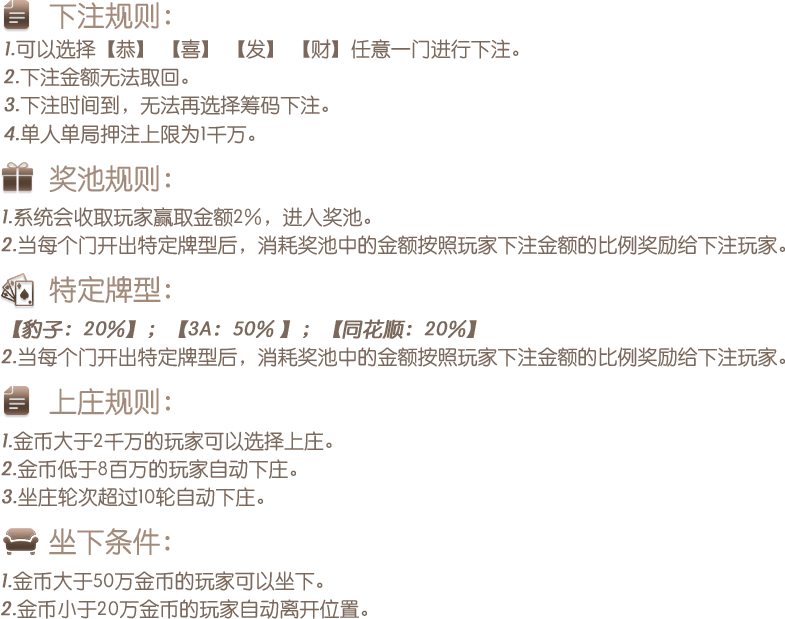 下注规则：
1.可以选择【恭】 【喜】 【发】 【财】任意一门进行下注。
2.下注金额无法取回。
3.下注时间到，无法再选择筹码下注。
4.单人单局押注上限为1千万。
奖池规则：
1.系统会收取玩家赢取金额2%，进入奖池。
2.当每个门开出特定牌型后，消耗奖池中的金额按照玩家下注金额的比例奖励给下注玩家。
特定牌型：
【豹子：20%】；【3A：50% 】；【同花顺：20%】
2.当每个门开出特定牌型后，消耗奖池中的金额按照玩家下注金额的比例奖励给下注玩家。
上庄规则：
1.金币大于2千万的玩家可以选择上庄。
2.金币低于8百万的玩家自动下庄。
3.坐庄轮次超过10轮自动下庄。
坐下条件：
1.金币大于50万金币的玩家可以坐下。
2.金币小于20万金币的玩家自动离开位置。